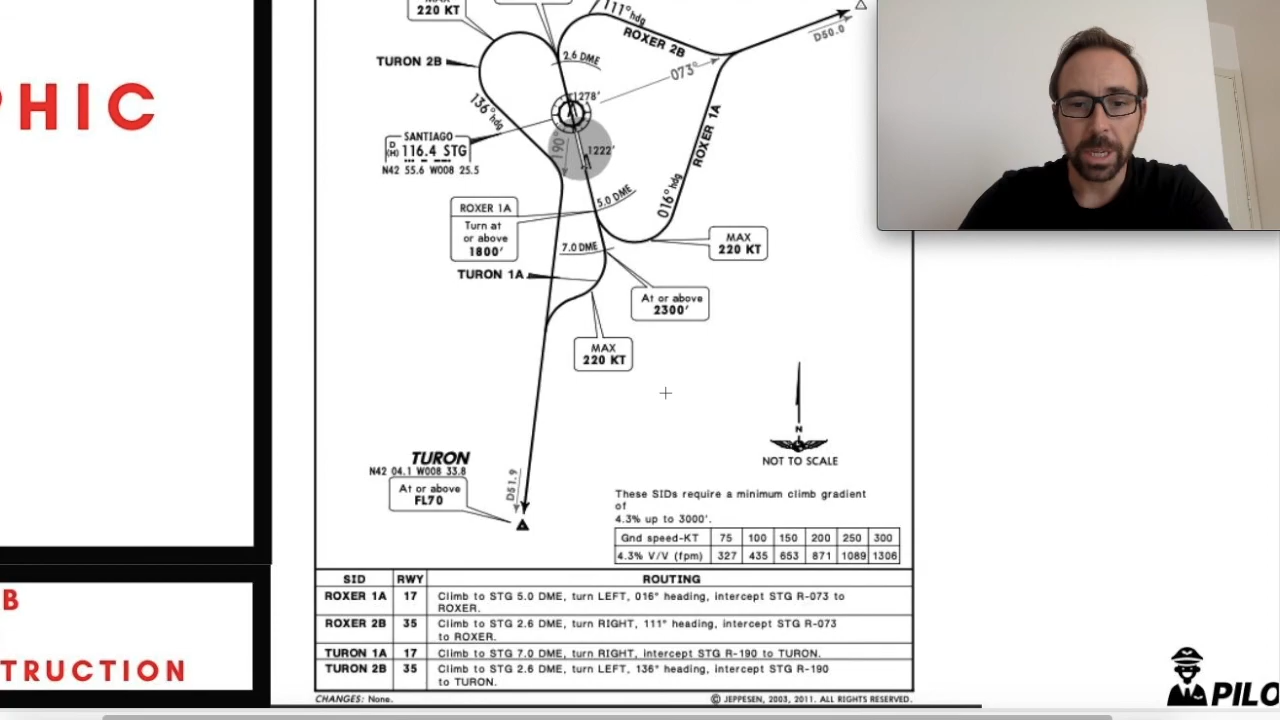 PHIC
B
TRUCTION
220 KT
111°hdg
ROXER 2B
D50.0
TURON 2B
2.6 DME
073°
1278'
136°hdg
ROXER 1A
SANTIAGO
D
(H) 116.4 STG
N42 55.6 W008 25.5
190°
1222'
016°hdg
5.0 DME
ROXER 1A
Turn at
or above
1800'
MAX
220 KT
7.0 DME
TURON 1A
At or above
2300'
MAX
220 KT
N
NOT TO SCALE
TURON
N42 04.1 W008 33.8
At or above
FL70
D51.9
These SIDs require a minimum climb gradient
of
4.3% up to 3000'.
Gnd speed-KT 75 100 150 200 250 300
4.3% V/V (fpm) 327 435 653 871 1089 1306
SID RWY ROUTING
ROXER 1A 17 Climb to STG 5.0 DME, turn LEFT, 016° heading, intercept STG R-073 to
ROXER.
ROXER 2B 35 Climb to STG 2.6 DME, turn RIGHT, 111° heading, intercept STG R-073
to ROXER.
TURON 1A 17 Climb to STG 7.0 DME, turn RIGHT, intercept STG R-190 to TURON.
TURON 2B 35 Climb to STG 2.6 DME, turn LEFT, 136° heading, intercept STG R-190
to TURON.
CHANGES: None.
© JEPPESEN, 2003, 2011. ALL RIGHTS RESERVED.
PILO